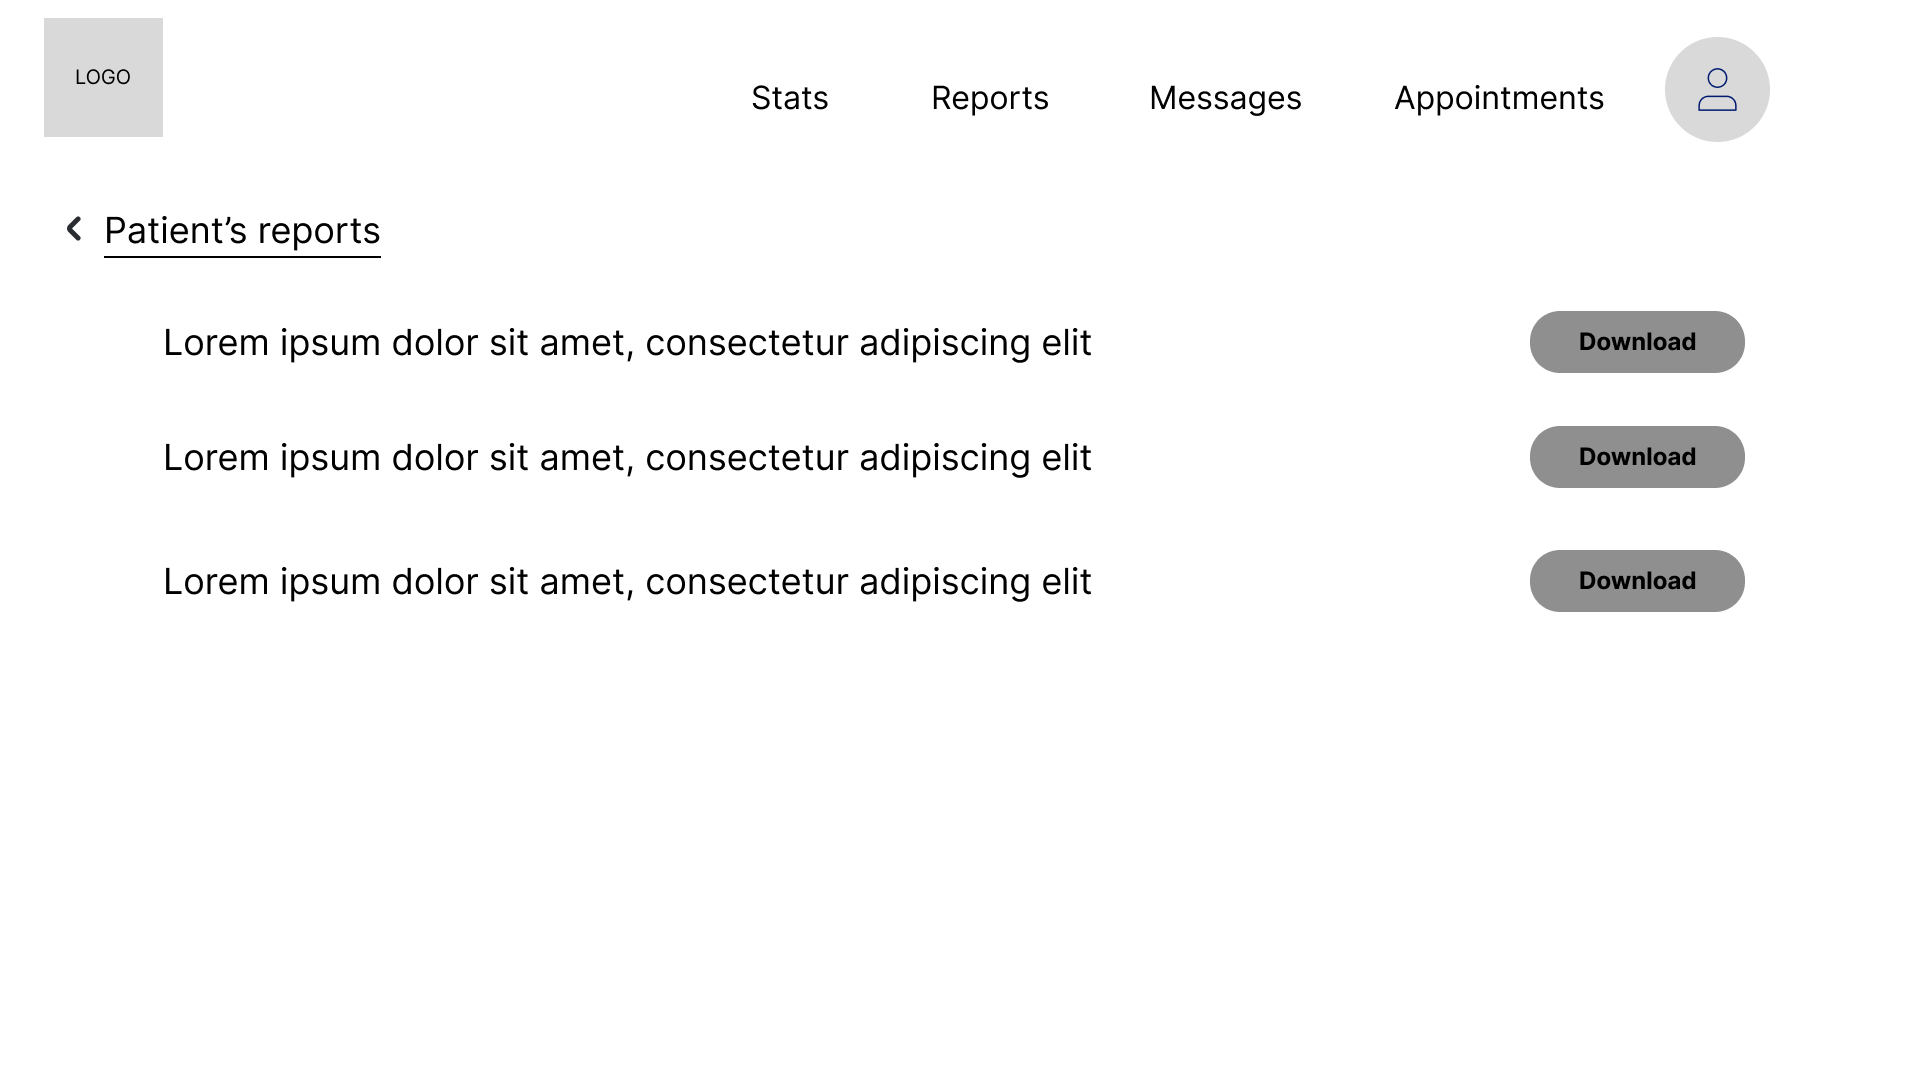 LOGO
Stats Reports Messages Appointments
Patient’s reports
Lorem ipsum dolor sit amet, consectetur adipiscing elit Download
Lorem ipsum dolor sit amet, consectetur adipiscing elit Download
Lorem ipsum dolor sit amet, consectetur adipiscing elit Download